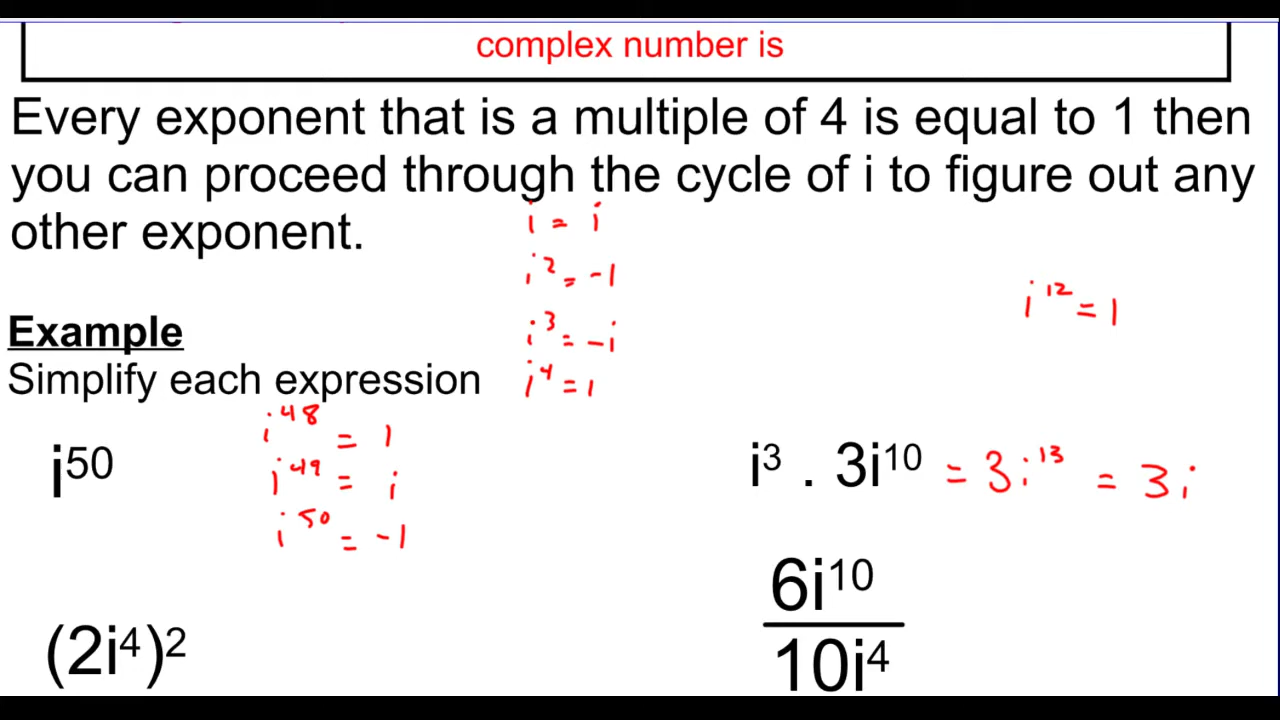 complex number is
Every exponent that is a multiple of 4 is equal to 1 then
you can proceed through the cycle of i to figure out any
other exponent.
i = i
i² = -1
i³ = -i
i⁴ = 1
i¹² = 1
Example
Simplify each expression
i⁵⁰
i⁴⁸ = 1
i⁴⁹ = i
i⁵⁰ = -1
i³ . 3i¹⁰ = 3i¹³ = 3i
(2i⁴)²
6i¹⁰
10i⁴